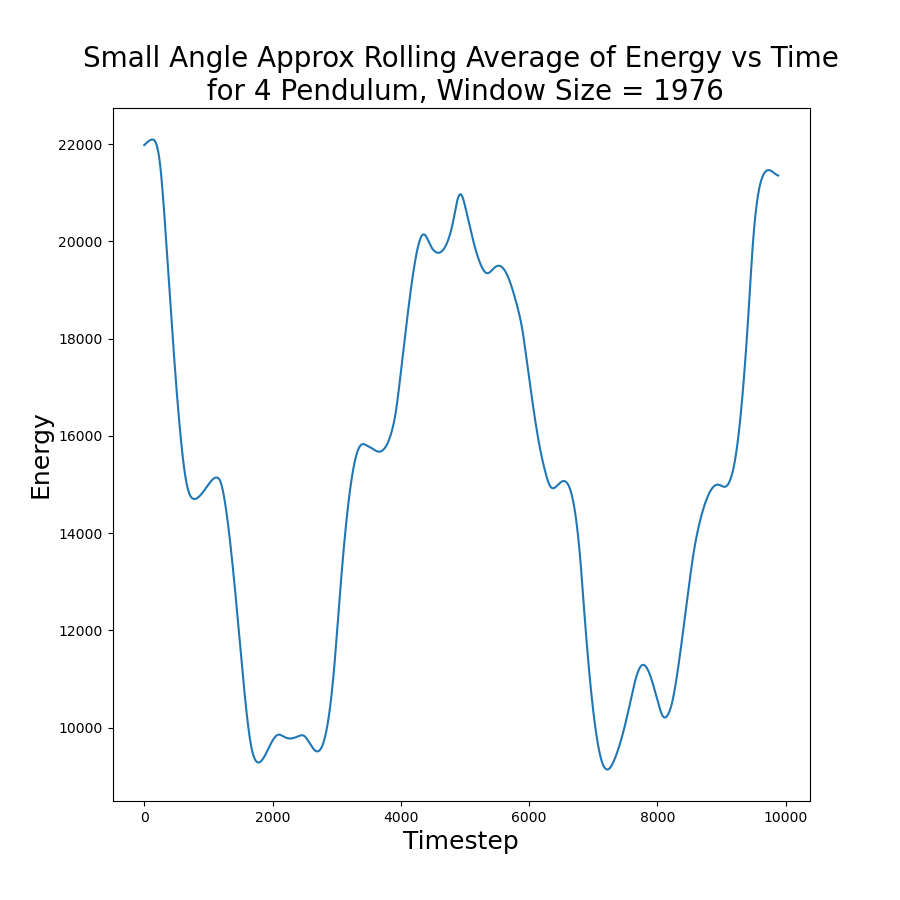 Small Angle Approx Rolling Average of Energy vs Time
for 4 Pendulum, Window Size = 1976
22000
20000
18000
16000
14000
12000
10000
Energy
0 2000 4000 6000 8000 10000
Timestep